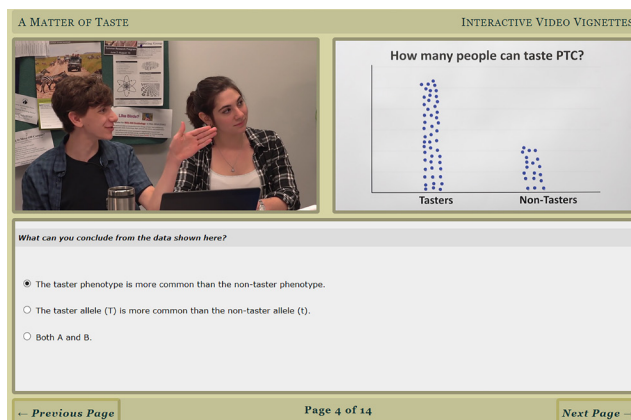 A Matter of Taste
Interactive Video Vignettes
Like Never?
How many people can taste PTC?
Tasters
Non-Tasters
What can you conclude from the data shown here?
The taster phenotype is more common than the non-taster phenotype.
The taster allele (T) is more common than the non-taster allele (t).
Both A and B.
← Previous Page
Page 4 of 14
Next Page →